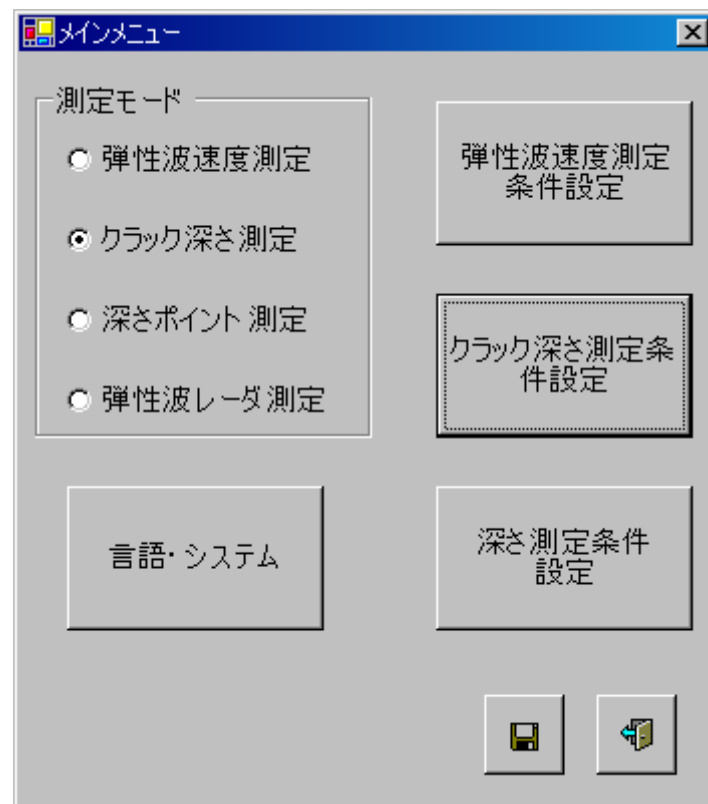 メインメニュー
測定モード
弾性波速度測定
クラック深さ測定
深さポイント測定
弾性波レーダ測定
弾性波速度測定
条件設定
クラック深さ測定条
件設定
言語・システム
深さ測定条件
設定